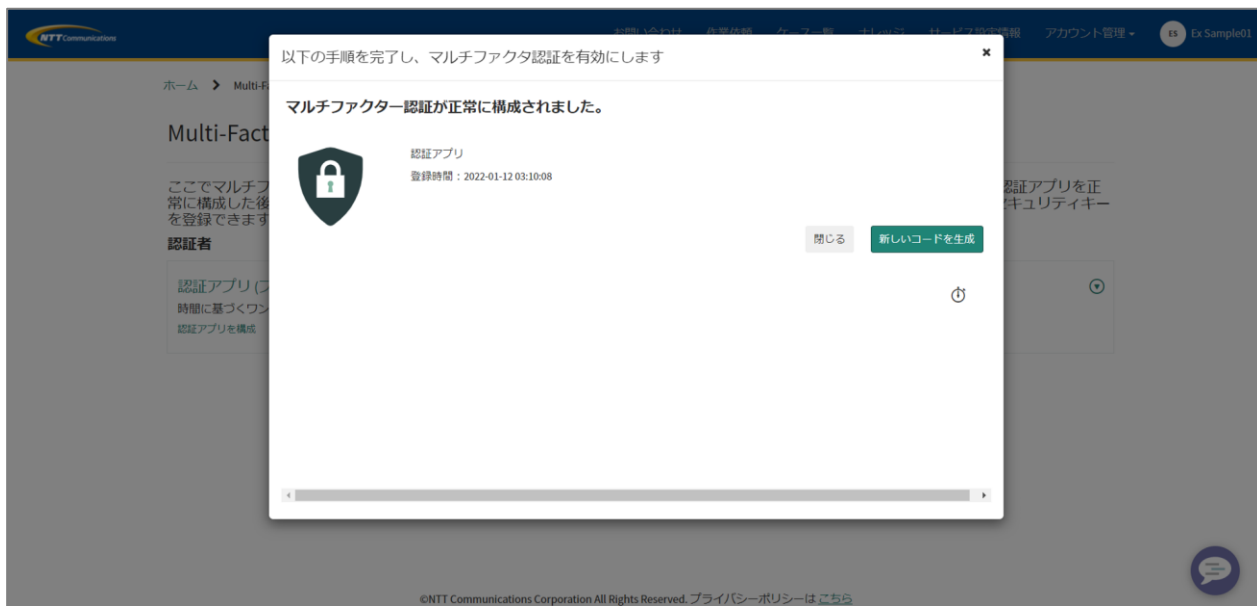 NTT Communications
お問い合わせ 作業依頼 ケース一覧 ナレッジ サービス設定情報 アカウント管理 ES Ex Sample01
以下の手順を完了し、マルチファクタ認証を有効にします ×
ホーム > Multi-F
マルチファクター認証が正常に構成されました。
Multi-Fact
認証アプリ
登録時間：2022-01-12 03:10:08
ここでマルチフ 認証アプリを正
常に構成した後 セキュリティキー
を登録できます
認証者
閉じる 新しいコードを生成
認証アプリ (フ
時間に基づくワン
認証アプリを構成
©NTT Communications Corporation All Rights Reserved. プライバシーポリシーは こちら